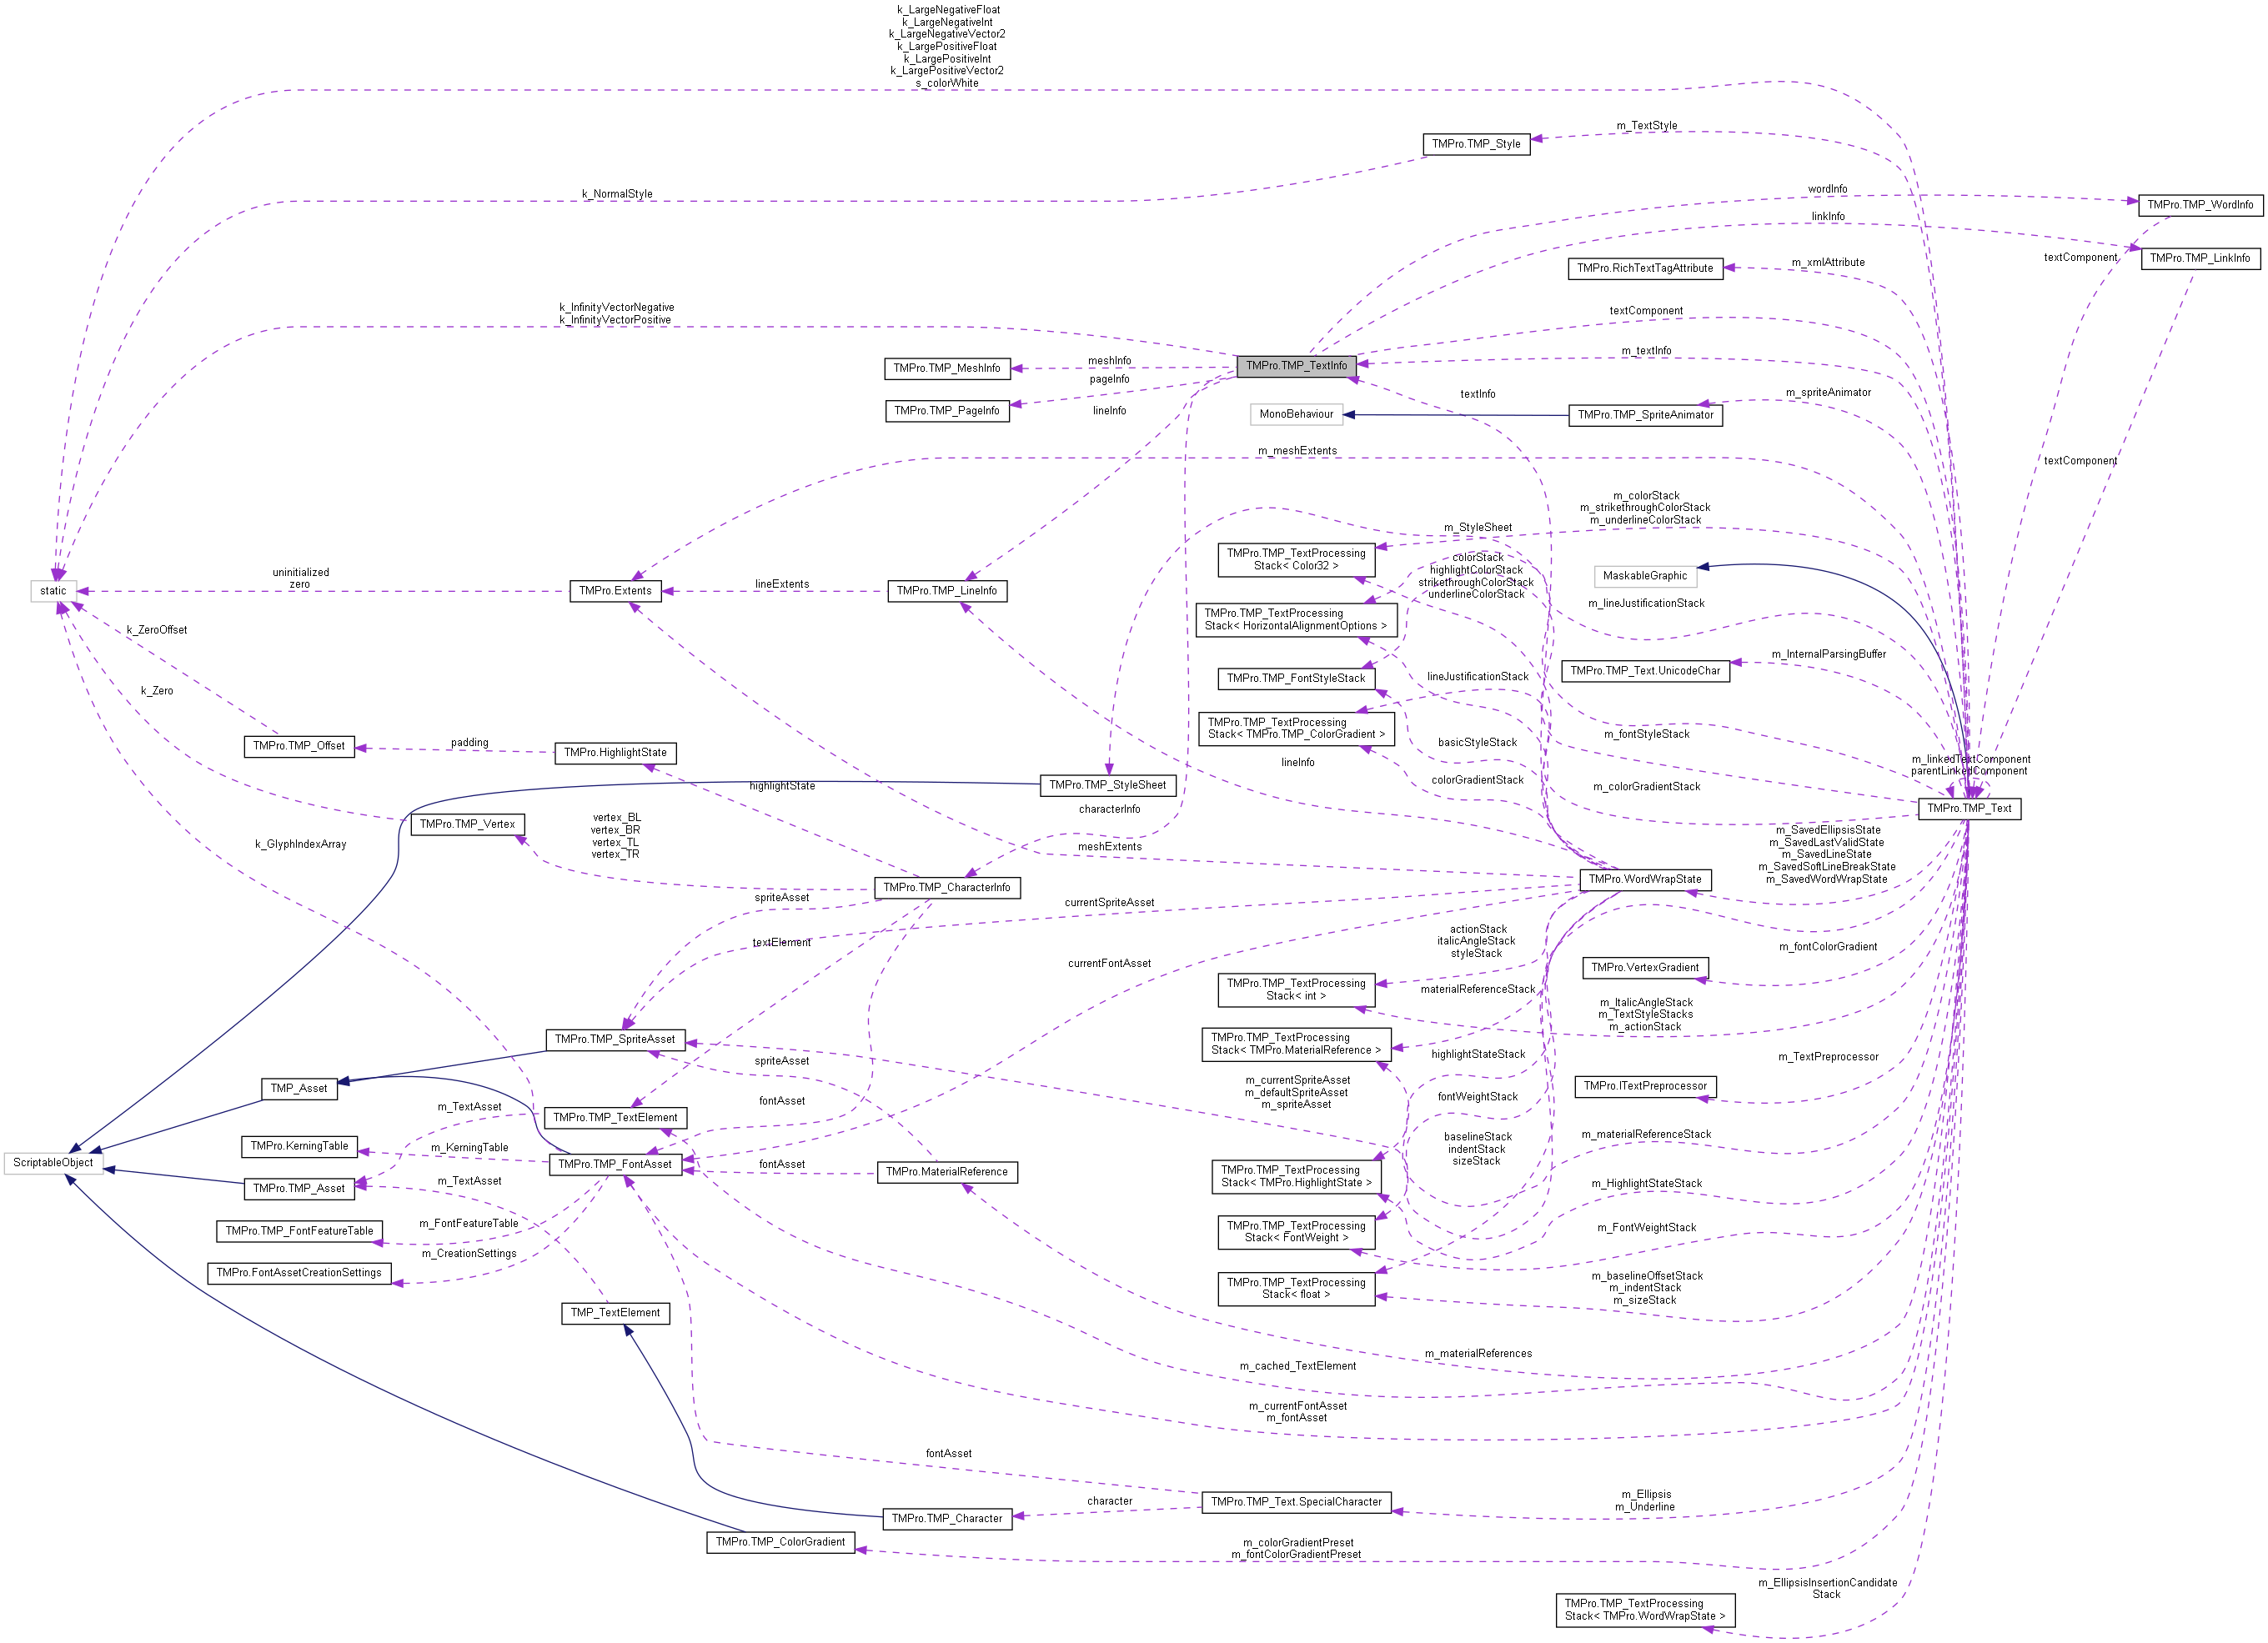 k_LargeNegativeFloat
k_LargeNegativeInt
k_LargeNegativeVector2
k_LargePositiveFloat
k_LargePositiveInt
k_LargePositiveVector2
s_colorWhite
m_TextStyle
TMPro.TMP_Style
k_NormalStyle
wordInfo
TMPro.TMP_WordInfo
linkInfo
textComponent
TMPro.TMP_LinkInfo
m_xmlAttribute
TMPro.RichTextTagAttribute
k_InfinityVectorNegative
k_InfinityVectorPositive
textComponent
m_textInfo
meshInfo
TMPro.TMP_MeshInfo
TMPro.TMP_TextInfo
pageInfo
TMPro.TMP_PageInfo
lineInfo
textInfo
m_spriteAnimator
MonoBehaviour
TMPro.TMP_SpriteAnimator
m_meshExtents
textComponent
m_colorStack
m_strikethroughColorStack
m_underlineColorStack
m_StyleSheet
TMPro.TMP_TextProcessing
Stack< Color32 >
colorStack
highlightColorStack
strikethroughColorStack
underlineColorStack
MaskableGraphic
uninitialized
zero
static
TMPro.Extents
lineExtents
TMPro.TMP_LineInfo
TMPro.TMP_TextProcessing
Stack< HorizontalAlignmentOptions >
m_lineJustificationStack
k_ZeroOffset
m_InternalParsingBuffer
TMPro.TMP_Text.UnicodeChar
TMPro.TMP_FontStyleStack
lineJustificationStack
k_Zero
TMPro.TMP_TextProcessing
Stack< TMPro.TMP_ColorGradient >
m_fontStyleStack
padding
TMPro.TMP_Offset
TMPro.HighlightState
basicStyleStack
lineInfo
m_linkedTextComponent
parentLinkedComponent
highlightState
TMPro.TMP_StyleSheet
colorGradientStack
m_colorGradientStack
TMPro.TMP_Text
characterInfo
TMPro.TMP_Vertex
vertex_BL
vertex_BR
vertex_TL
vertex_TR
k_GlyphIndexArray
meshExtents
m_SavedEllipsisState
m_SavedLastValidState
m_SavedLineState
m_SavedSoftLineBreakState
m_SavedWordWrapState
TMPro.TMP_CharacterInfo
TMPro.WordWrapState
spriteAsset
currentSpriteAsset
textElement
actionStack
italicAngleStack
styleStack
m_fontColorGradient
currentFontAsset
TMPro.VertexGradient
TMPro.TMP_TextProcessing
Stack< int >
materialReferenceStack
m_ItalicAngleStack
m_TextStyleStacks
m_actionStack
TMPro.TMP_SpriteAsset
TMPro.TMP_TextProcessing
Stack< TMPro.MaterialReference >
spriteAsset
highlightStateStack
m_TextPreprocessor
TMP_Asset
m_currentSpriteAsset
m_defaultSpriteAsset
m_spriteAsset
TMPro.ITextPreprocessor
fontAsset
fontWeightStack
m_TextAsset
TMPro.TMP_TextElement
TMPro.KerningTable
m_KerningTable
baselineStack
indentStack
sizeStack
m_materialReferenceStack
ScriptableObject
TMPro.TMP_FontAsset
fontAsset
TMPro.MaterialReference
TMPro.TMP_TextProcessing
Stack< TMPro.HighlightState >
TMPro.TMP_Asset
m_TextAsset
m_HighlightStateStack
TMPro.TMP_FontFeatureTable
m_FontFeatureTable
TMPro.TMP_TextProcessing
Stack< FontWeight >
m_FontWeightStack
m_CreationSettings
TMPro.FontAssetCreationSettings
TMPro.TMP_TextProcessing
Stack< float >
m_baselineOffsetStack
m_indentStack
m_sizeStack
TMP_TextElement
m_materialReferences
m_cached_TextElement
m_currentFontAsset
m_fontAsset
fontAsset
character
TMPro.TMP_Text.SpecialCharacter
m_Ellipsis
m_Underline
TMPro.TMP_Character
TMPro.TMP_ColorGradient
m_colorGradientPreset
m_fontColorGradientPreset
m_EllipsisInsertionCandidate
Stack
TMPro.TMP_TextProcessing
Stack< TMPro.WordWrapState >